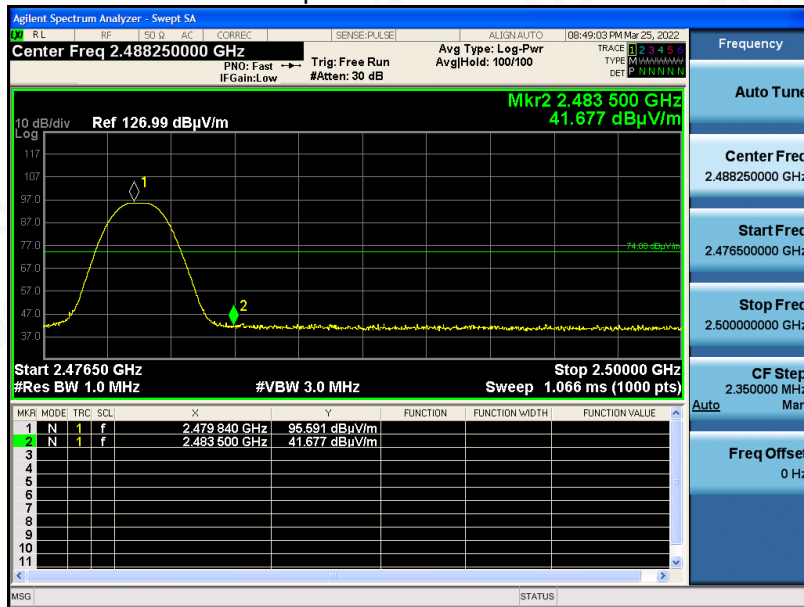 Agilent Spectrum Analyzer - Swept SA
LXI RL RF 50 Ω AC CORREC SENSE:PULSE ALIGN AUTO 08:49:03 PM Mar 25, 2022
Center Freq 2.488250000 GHz
PNO: Fast
IFGain:Low
Trig: Free Run
#Atten: 30 dB
Avg Type: Log-Pwr
Avg|Hold: 100/100
TRACE 1 2 3 4 5 6
TYPE M WWWWW
DET P N N N N N
Mkr2 2.483 500 GHz
41.677 dBµV/m
10 dB/div Ref 126.99 dBµV/m
Log
117
107
97.0
87.0
77.0
67.0
57.0
47.0
37.0
1
2
74.00 dBµV/m
Start 2.47650 GHz Stop 2.50000 GHz
#Res BW 1.0 MHz #VBW 3.0 MHz Sweep 1.066 ms (1000 pts)
MKR MODE TRC SCL X Y FUNCTION FUNCTION WIDTH FUNCTION VALUE
1 N 1 f 2.479 840 GHz 95.591 dBµV/m
2 N 1 f 2.483 500 GHz 41.677 dBµV/m
3
4
5
6
7
8
9
10
11
MSG STATUS
Frequency
Auto Tune
Center Freq
2.488250000 GHz
Start Freq
2.476500000 GHz
Stop Freq
2.500000000 GHz
CF Step
2.350000 MHz
Auto Man
Freq Offset
0 Hz